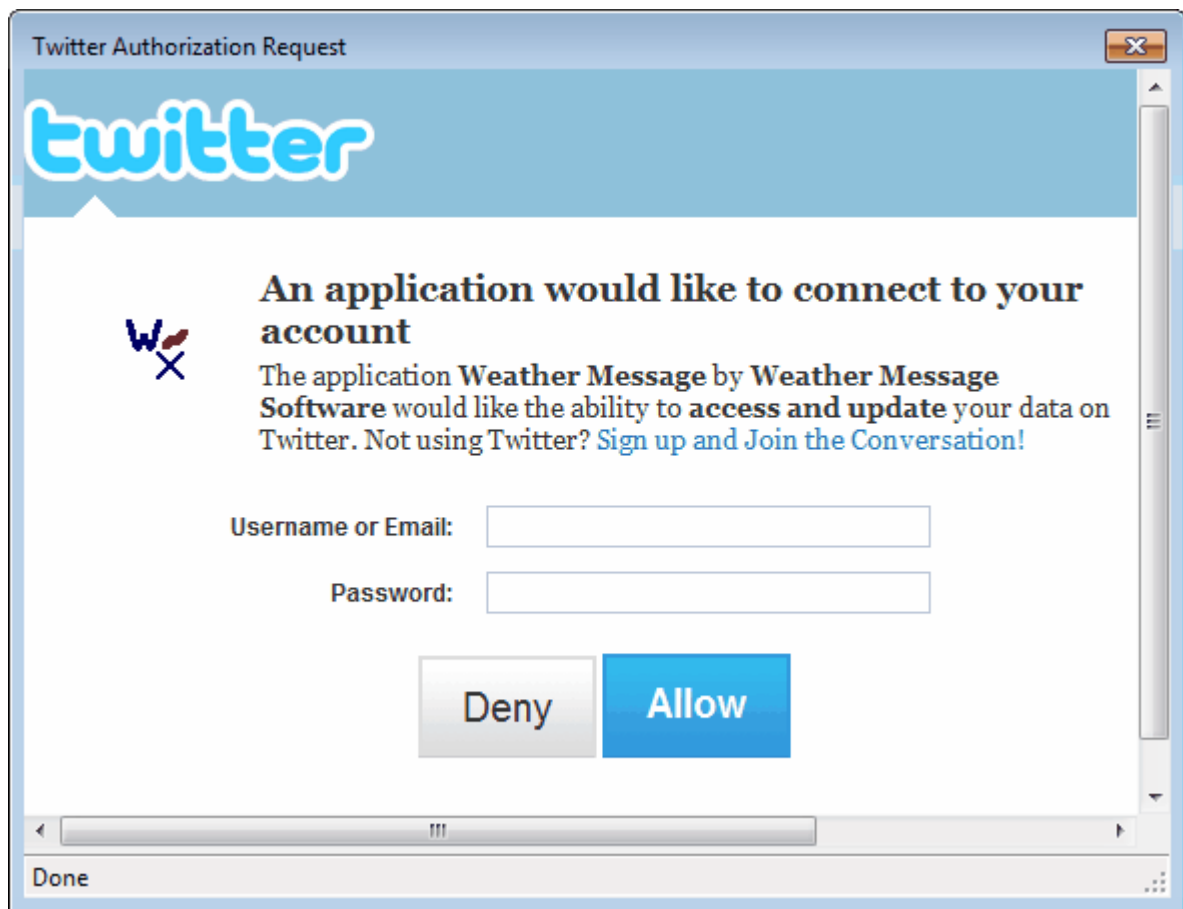 Twitter Authorization Request
twitter
An application would like to connect to your
account
The application Weather Message by Weather Message
Software would like the ability to access and update your data on
Twitter. Not using Twitter? Sign up and Join the Conversation!
W
X
Username or Email:
Password:
Deny
Allow
Done